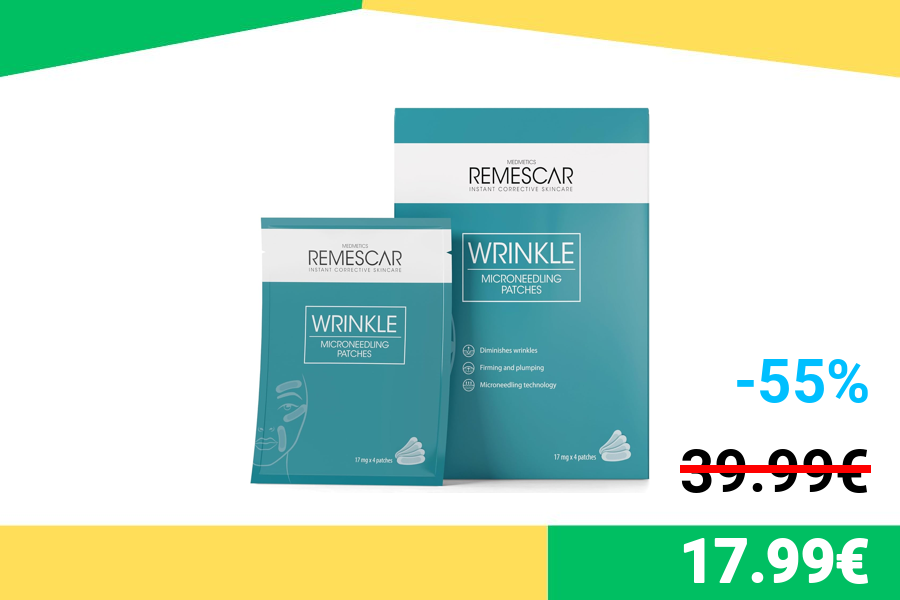 MEDMETICS
REMESCAR
INSTANT CORRECTIVE SKINCARE
WRINKLE
MICRONEEDLING
PATCHES
Diminishes wrinkles
Firming and plumping
Microneedling technology
17 mg x 4 patches
MEDMETICS
REMESCAR
INSTANT CORRECTIVE SKINCARE
WRINKLE
MICRONEEDLING
PATCHES
17 mg x 4 patches
-55%
39.99€
17.99€